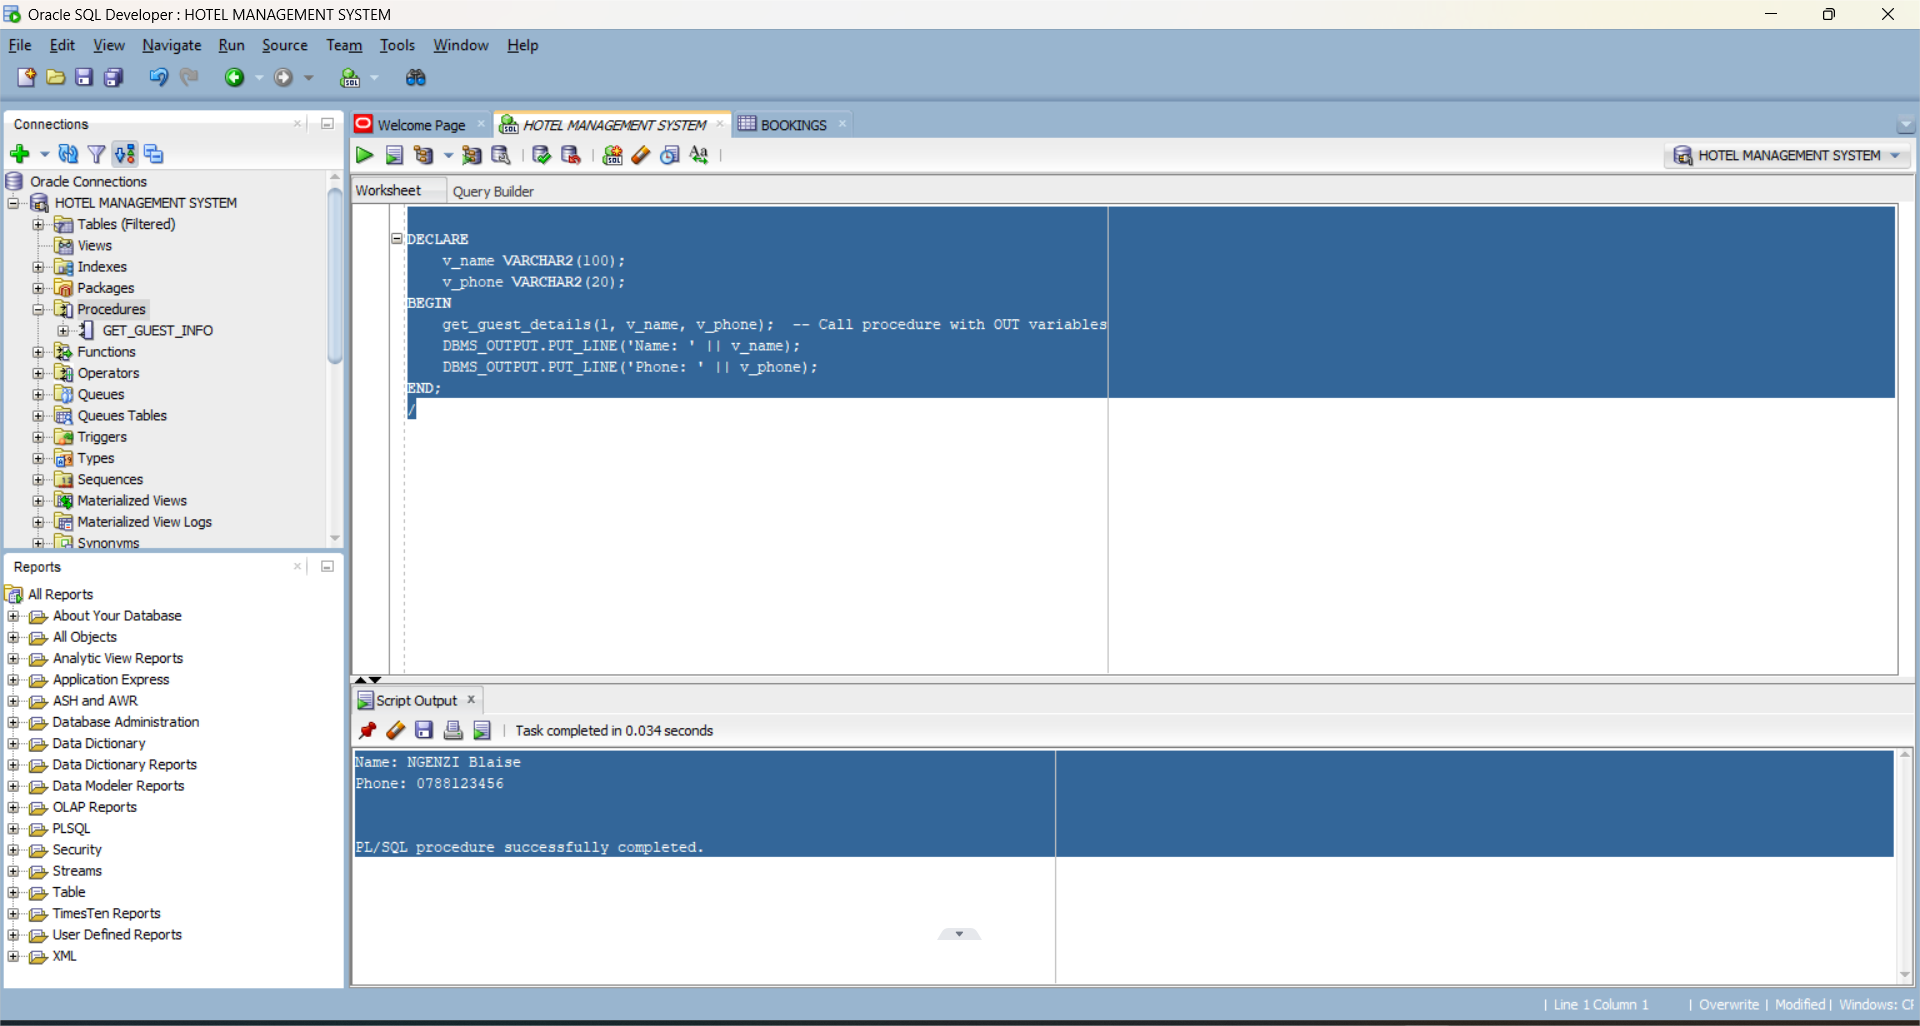 Oracle SQL Developer : HOTEL MANAGEMENT SYSTEM
File Edit View Navigate Run Source Team Tools Window Help
Connections
Oracle Connections
HOTEL MANAGEMENT SYSTEM
Tables (Filtered)
Views
Indexes
Packages
Procedures
GET_GUEST_INFO
Functions
Operators
Queues
Queues Tables
Triggers
Types
Sequences
Materialized Views
Materialized View Logs
Synonyms
Reports
All Reports
About Your Database
All Objects
Analytic View Reports
Application Express
ASH and AWR
Database Administration
Data Dictionary
Data Dictionary Reports
Data Modeler Reports
OLAP Reports
PLSQL
Security
Streams
Table
TimesTen Reports
User Defined Reports
XML
Welcome Page HOTEL MANAGEMENT SYSTEM BOOKINGS
HOTEL MANAGEMENT SYSTEM
Worksheet Query Builder
DECLARE
v_name VARCHAR2(100);
v_phone VARCHAR2(20);
BEGIN
get_guest_details(1, v_name, v_phone);  -- Call procedure with OUT variables
DBMS_OUTPUT.PUT_LINE('Name: ' || v_name);
DBMS_OUTPUT.PUT_LINE('Phone: ' || v_phone);
END;
/
Script Output
Task completed in 0.034 seconds
Name: NGENZI Blaise
Phone: 0788123456
PL/SQL procedure successfully completed.
| Line 1 Column 1 | Overwrite | Modified | Windows: